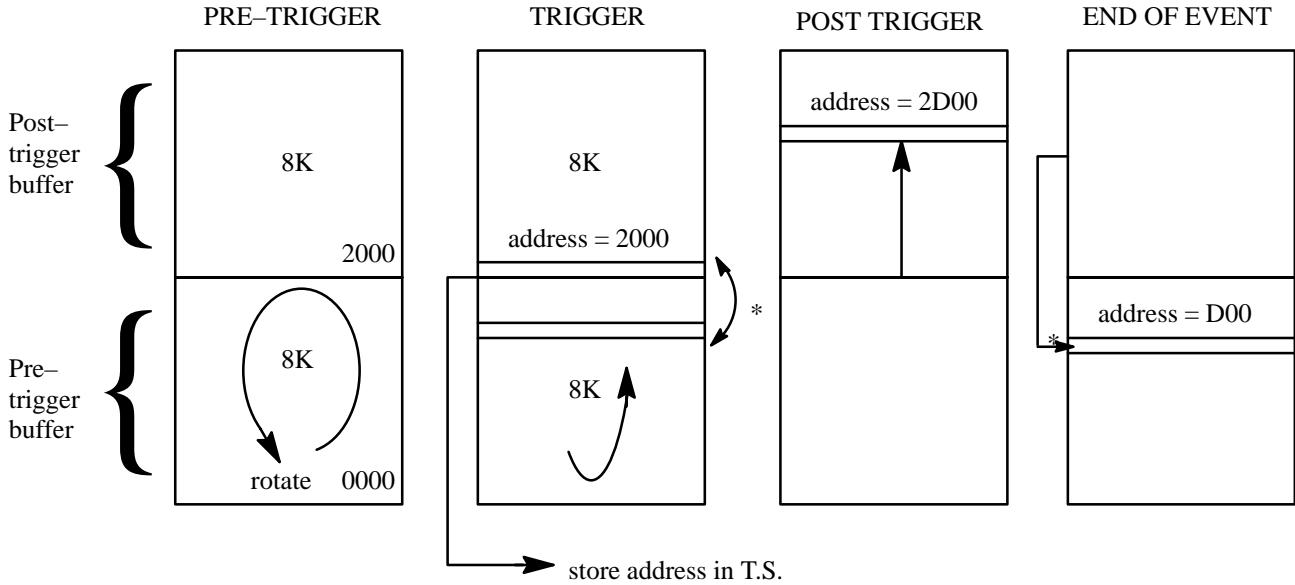 PRE–TRIGGER
TRIGGER
POST TRIGGER
END OF EVENT
Post–
trigger
buffer
8K
2000
Pre–
trigger
buffer
8K
rotate
0000
8K
address = 2000
*
8K
store address in T.S.
address = 2D00
address = D00
*